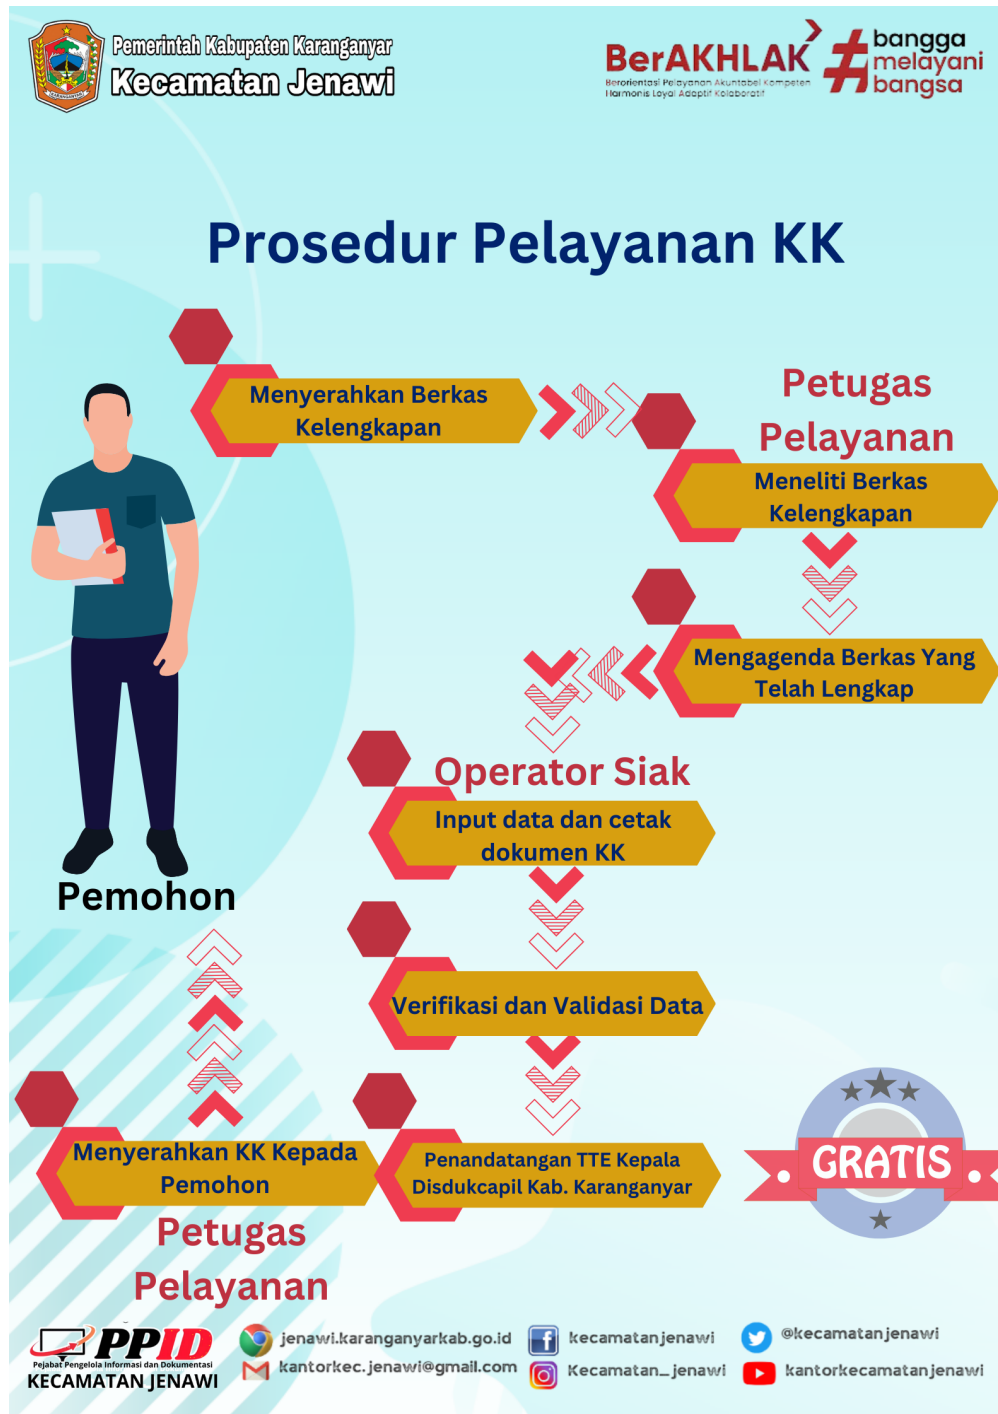 Pemerintah Kabupaten Karanganyar
Kecamatan Jenawi
BerAKHLAK
Berorientasi Pelayanan Akuntabel Kompeten
Harmonis Loyal Adaptif Kolaboratif
#bangga
melayani
bangsa
Prosedur Pelayanan KK
Menyerahkan Berkas
Kelengkapan
Petugas
Pelayanan
Meneliti Berkas
Kelengkapan
Mengagenda Berkas Yang
Telah Lengkap
Operator Siak
Input data dan cetak
dokumen KK
Pemohon
Verifikasi dan Validasi Data
Penandatangan TTE Kepala
Disdukcapil Kab. Karanganyar
Menyerahkan KK Kepada
Pemohon
Petugas
Pelayanan
GRATIS
PPID
Pejabat Pengelola Informasi dan Dokumentasi
KECAMATAN JENAWI
jenawi.karanganyarkab.go.id
kantorkec.jenawi@gmail.com
kecamatanjenawi
Kecamatan_jenawi
@kecamatanjenawi
kantorkecamatanjenawi